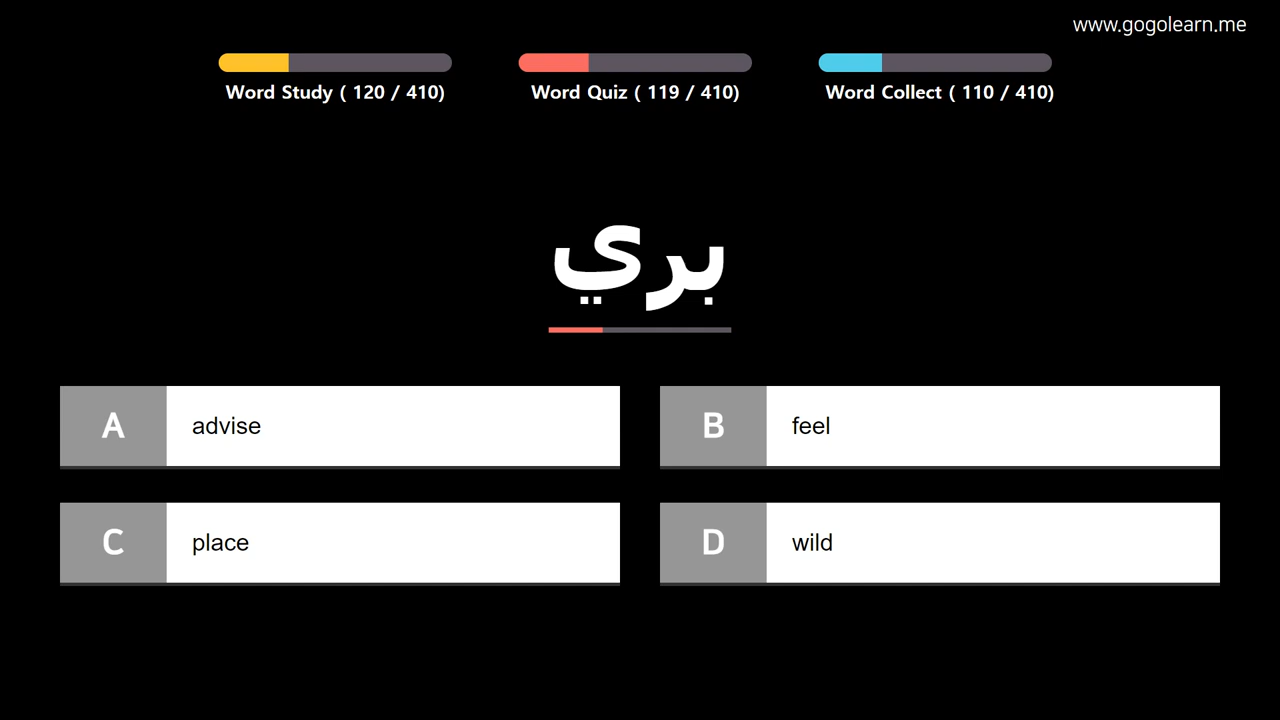 www.gogolearn.me
Word Study ( 120 / 410)
Word Quiz ( 119 / 410)
Word Collect ( 110 / 410)
بري
A advise
B feel
C place
D wild